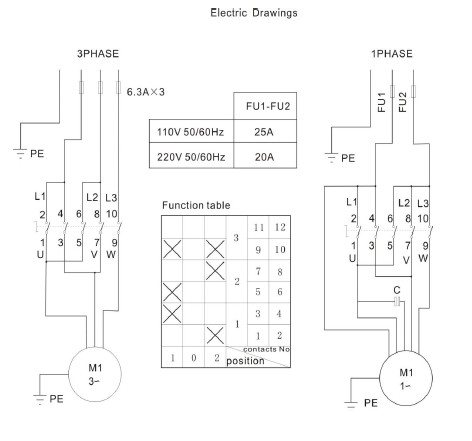 Electric Drawings
3PHASE
1PHASE
6.3A×3
FU1
FU2
FU1-FU2
110V 50/60Hz 25A
220V 50/60Hz 20A
PE
PE
L1 L2 L3
2 4 6 8 10
1 3 5 7 9
U V W
Function table
3 11 12
9 10
2 7 8
5 6
1 3 4
1 2
contacts No
1 0 2 position
L1 L2 L3
2 4 6 8 10
1 3 5 7 9
U V W
C
M1
3~
PE
M1
1~
PE